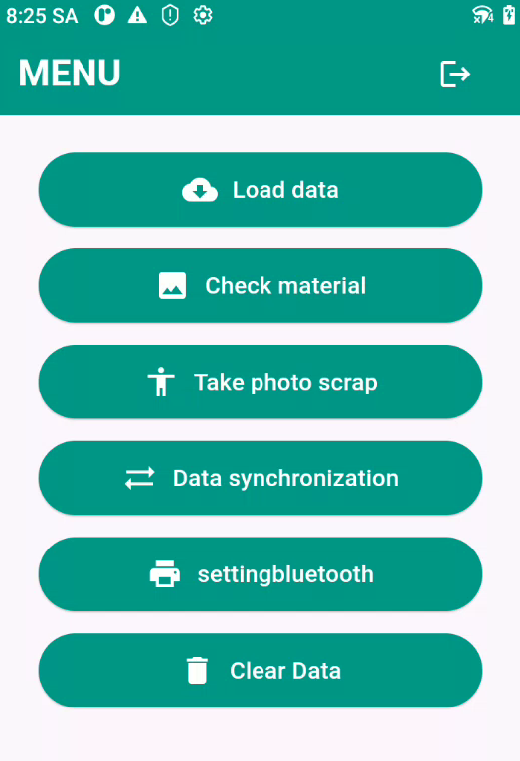 8:25 SA
MENU
Load data
Check material
Take photo scrap
Data synchronization
settingbluetooth
Clear Data